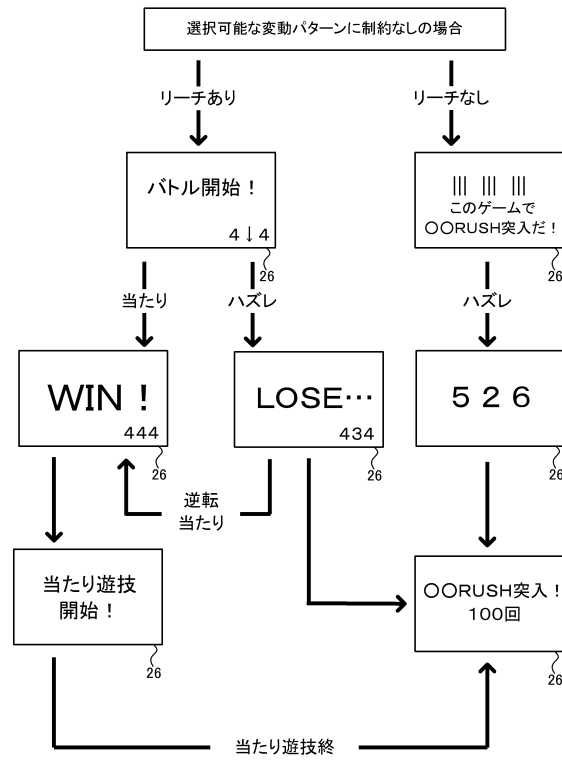 選択可能な変動パターンに制約なしの場合
リーチあり
リーチなし
バトル開始！
4↓4
26
||| ||| |||
このゲームで
〇〇RUSH突入だ！
26
当たり
ハズレ
ハズレ
WIN！
444
26
LOSE…
434
26
526
26
逆転
当たり
当たり遊技
開始！
26
〇〇RUSH突入！
100回
26
当たり遊技終